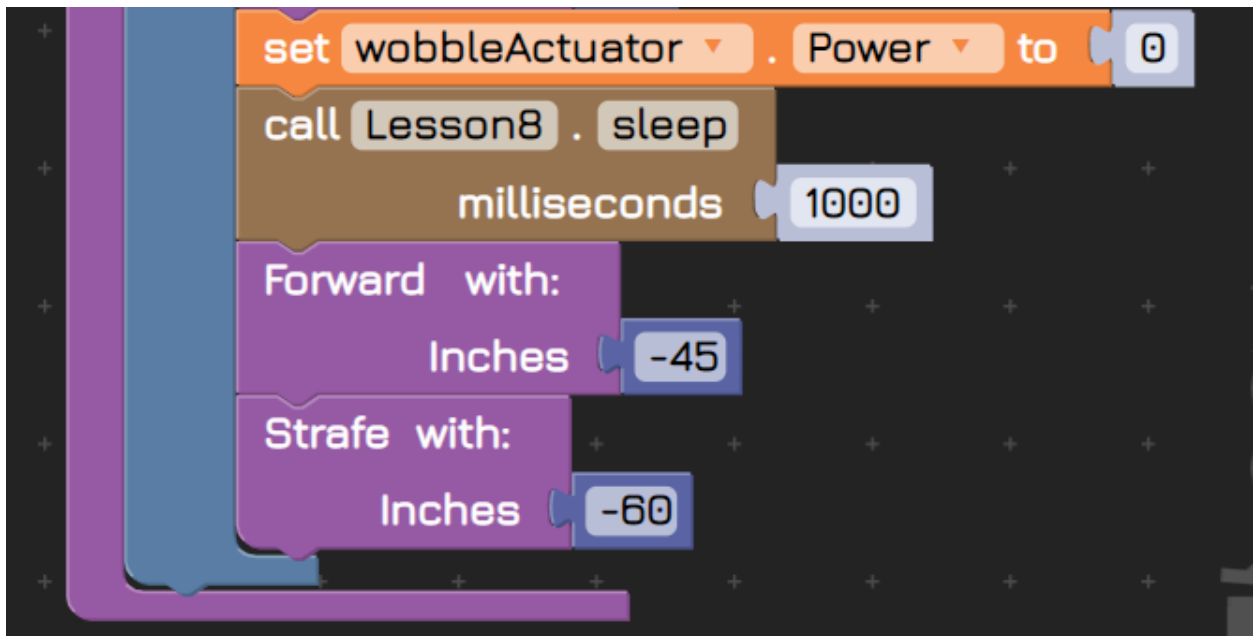 set wobbleActuator . Power to 0
call Lesson8 . sleep
milliseconds 1000
Forward with:
Inches -45
Strafe with:
Inches -60